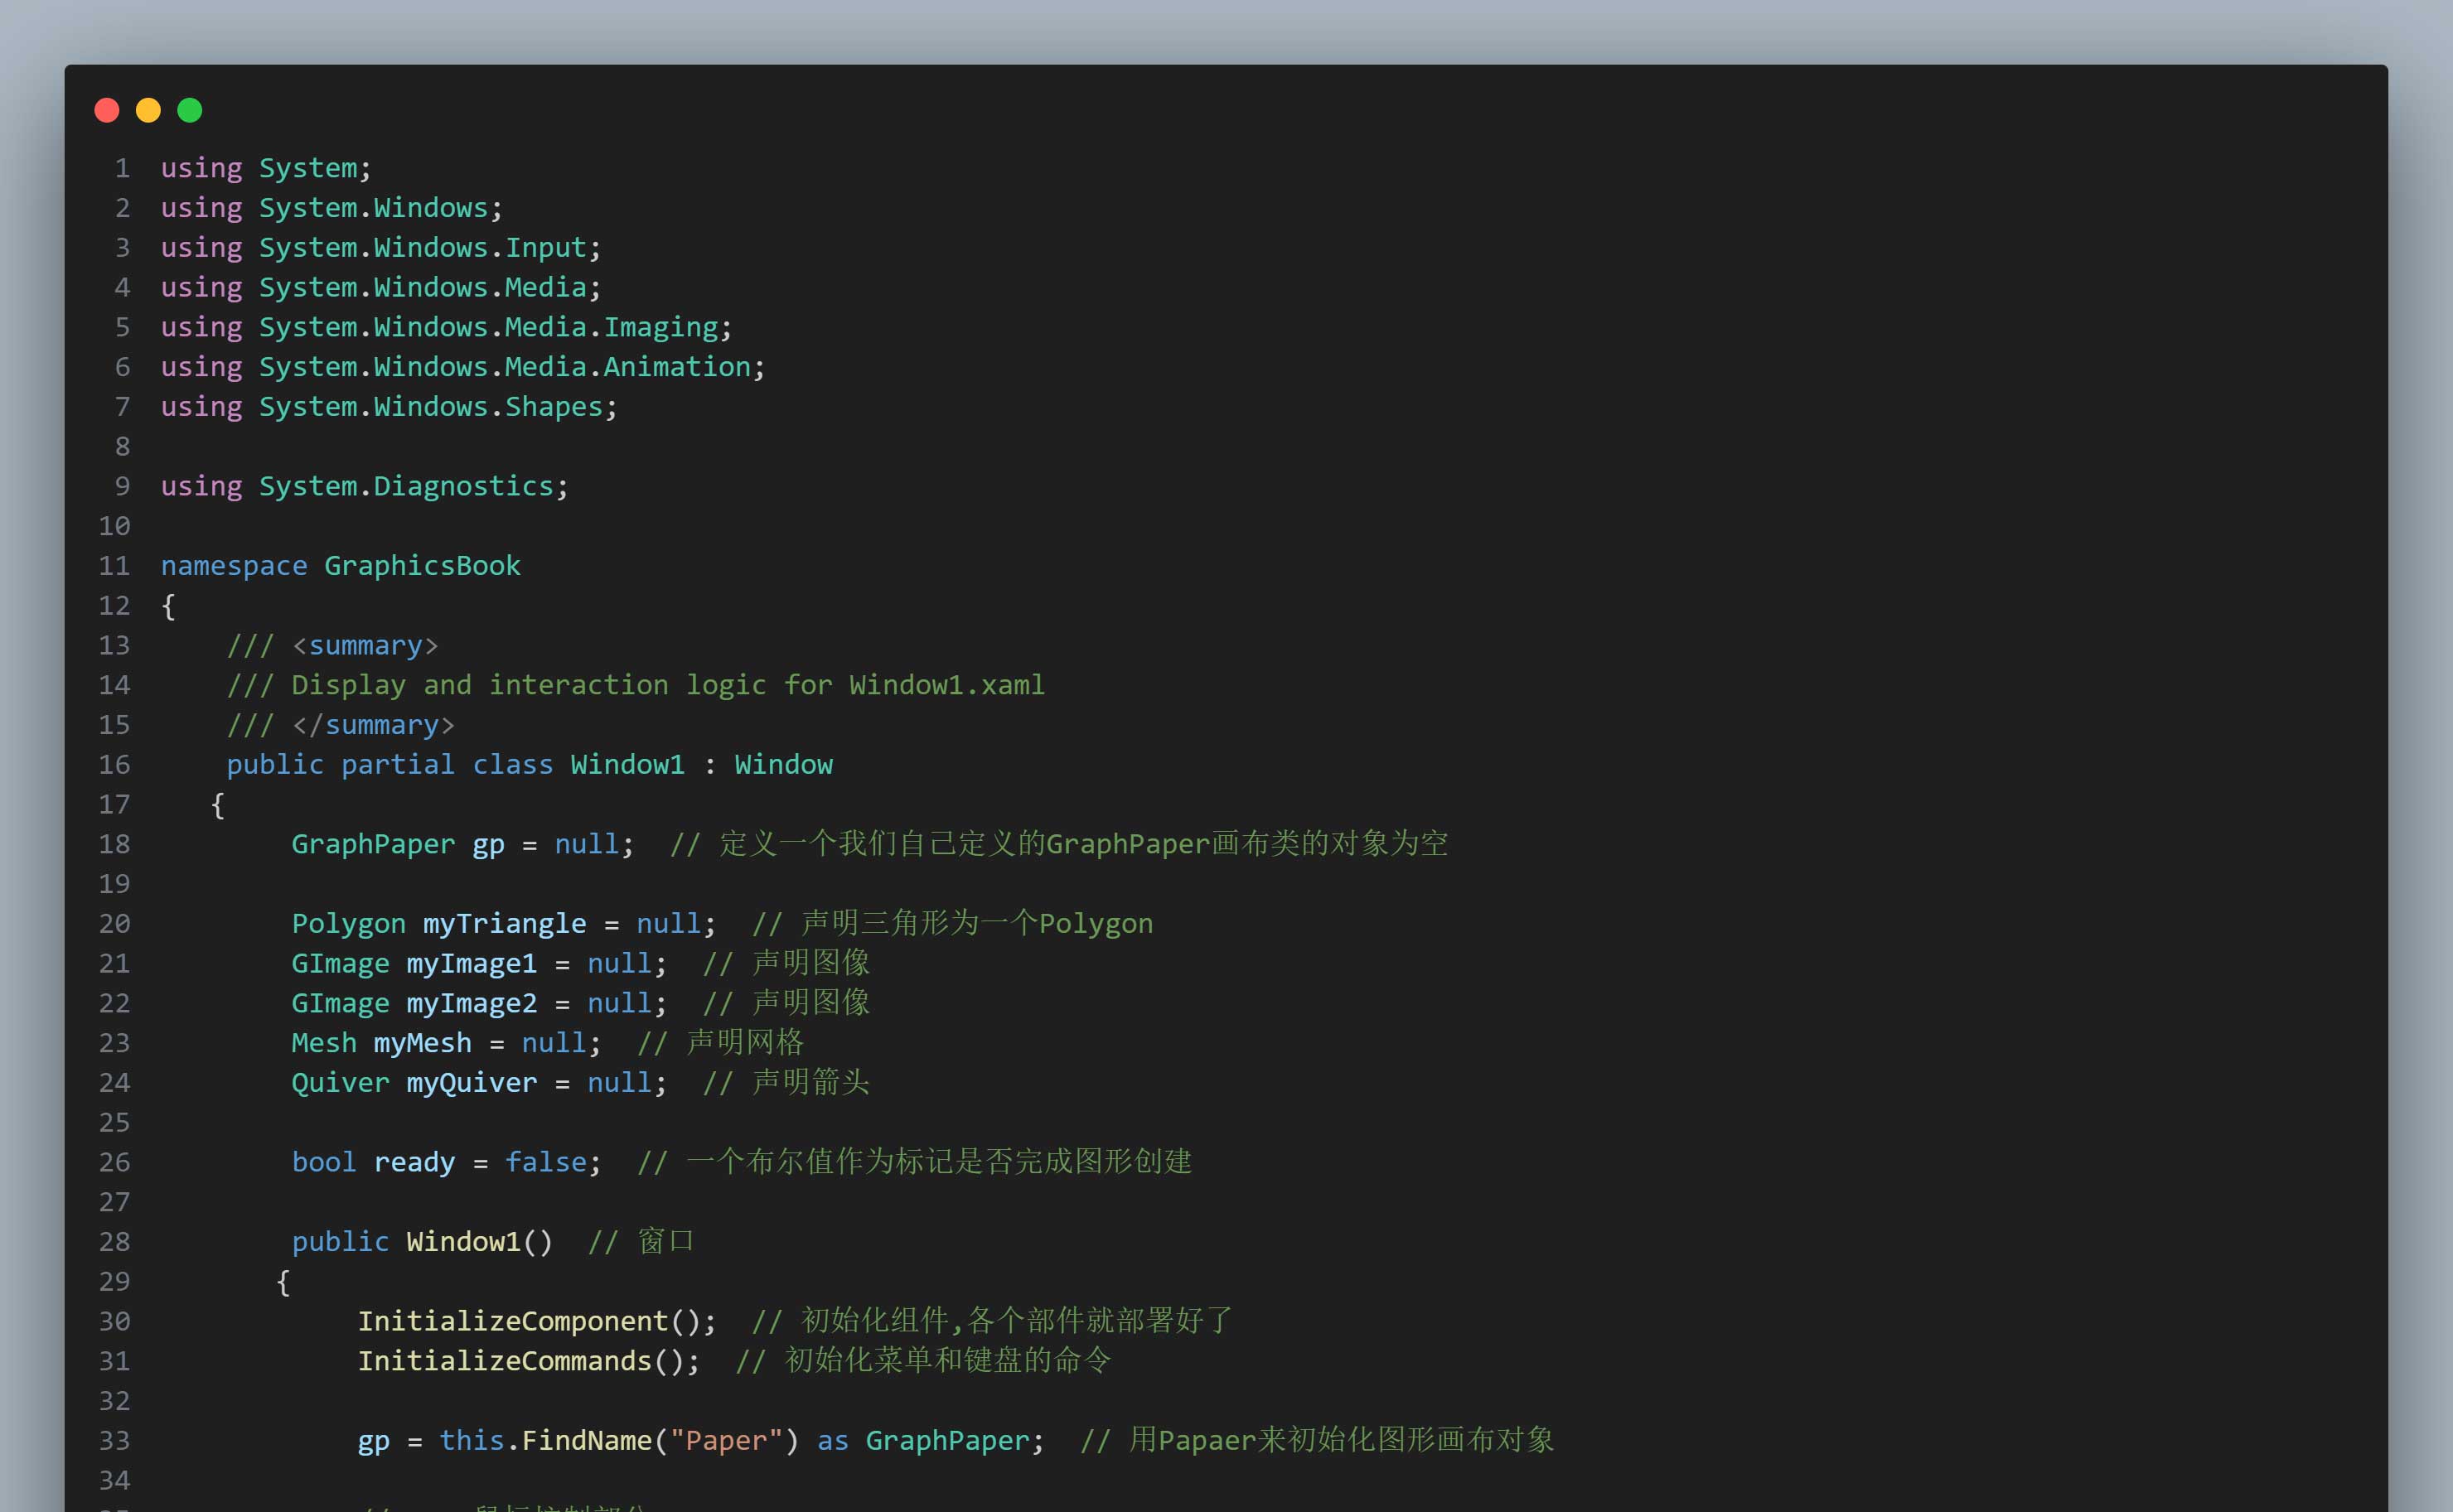 1 using System;
2 using System.Windows;
3 using System.Windows.Input;
4 using System.Windows.Media;
5 using System.Windows.Media.Imaging;
6 using System.Windows.Media.Animation;
7 using System.Windows.Shapes;
8
9 using System.Diagnostics;
10
11 namespace GraphicsBook
12 {
13     /// <summary>
14     /// Display and interaction logic for Window1.xaml
15     /// </summary>
16     public partial class Window1 : Window
17    {
18         GraphPaper gp = null;  // 定义一个我们自己定义的GraphPaper画布类的对象为空
19
20         Polygon myTriangle = null;  // 声明三角形为一个Polygon
21         GImage myImage1 = null;  // 声明图像
22         GImage myImage2 = null;  // 声明图像
23         Mesh myMesh = null;  // 声明网格
24         Quiver myQuiver = null;  // 声明箭头
25
26         bool ready = false;  // 一个布尔值作为标记是否完成图形创建
27
28         public Window1()  // 窗口
29        {
30             InitializeComponent();  // 初始化组件,各个部件就部署好了
31             InitializeCommands();  // 初始化菜单和键盘的命令
32
33             gp = this.FindName("Paper") as GraphPaper;  // 用Papaer来初始化图形画布对象
34